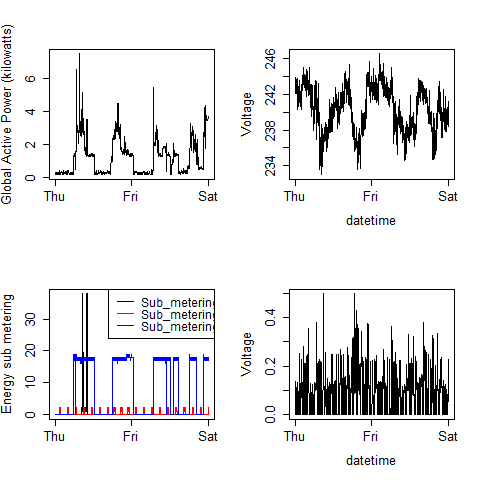 Global Active Power (kilowatts)
0 2 4 6
Thu Fri Sat
Voltage
234 238 242 246
Thu Fri Sat
datetime
Energy sub metering
0 10 20 30
Sub_metering
Sub_metering
Sub_metering
Thu Fri Sat
Voltage
0.0 0.2 0.4
Thu Fri Sat
datetime